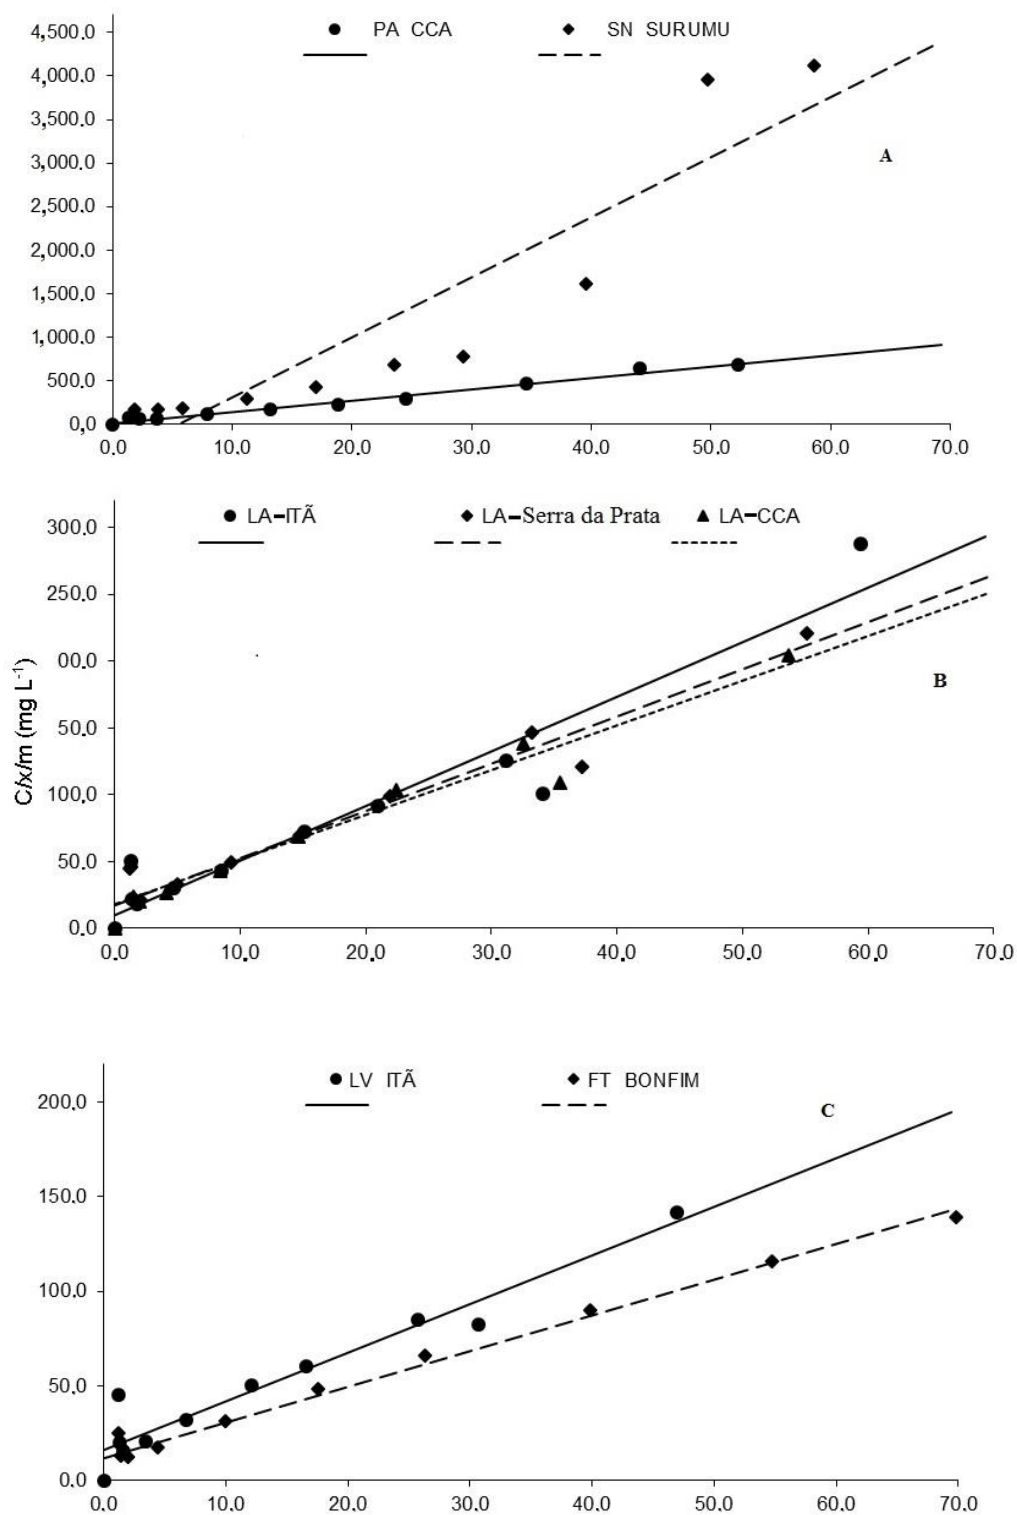 PA CCA SN SURUMU
4,500.0
4,000.0
3,500.0
3,000.0
2,500.0
2,000.0
1,500.0
1,000.0
500.0
0,0
A
0.0 10.0 20.0 30.0 40.0 50.0 60.0 70.0
LA-ITÃ LA-Serra da Prata LA-CCA
300.0
250.0
00.0
50.0
100.0
50.0
0.0
C/x/m (mg L-1)
B
0.0 10.0 20.0 30.0 40.0 50.0 60.0 70.0
LV ITÃ FT BONFIM
C
200.0
150.0
100.0
50.0
0.0
0.0 10.0 20.0 30.0 40.0 50.0 60.0 70.0